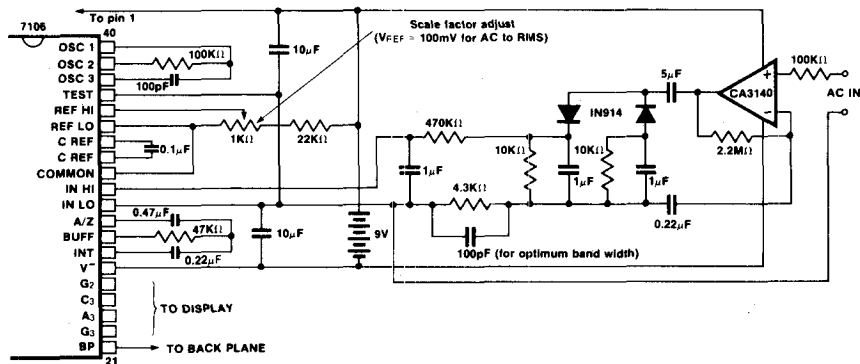 To pin 1
7106
40
Scale factor adjust
(VREF = 100mV for AC to RMS)
OSC 1
OSC 2
OSC 3
TEST
REF HI
REF LO
C REF
C REF
COMMON
IN HI
IN LO
A/Z
BUFF
INT
V−
G2
C3
A3
G3
BP
21
100KΩ
100pF
10μF
1KΩ
22KΩ
0.1μF
470KΩ
1μF
10KΩ
1μF
10KΩ
1μF
IN914
5μF
CA3140
+
−
100KΩ
AC IN
2.2MΩ
4.3KΩ
0.22μF
100pF (for optimum band width)
0.47μF
47KΩ
0.22μF
10μF
9V
TO DISPLAY
TO BACK PLANE